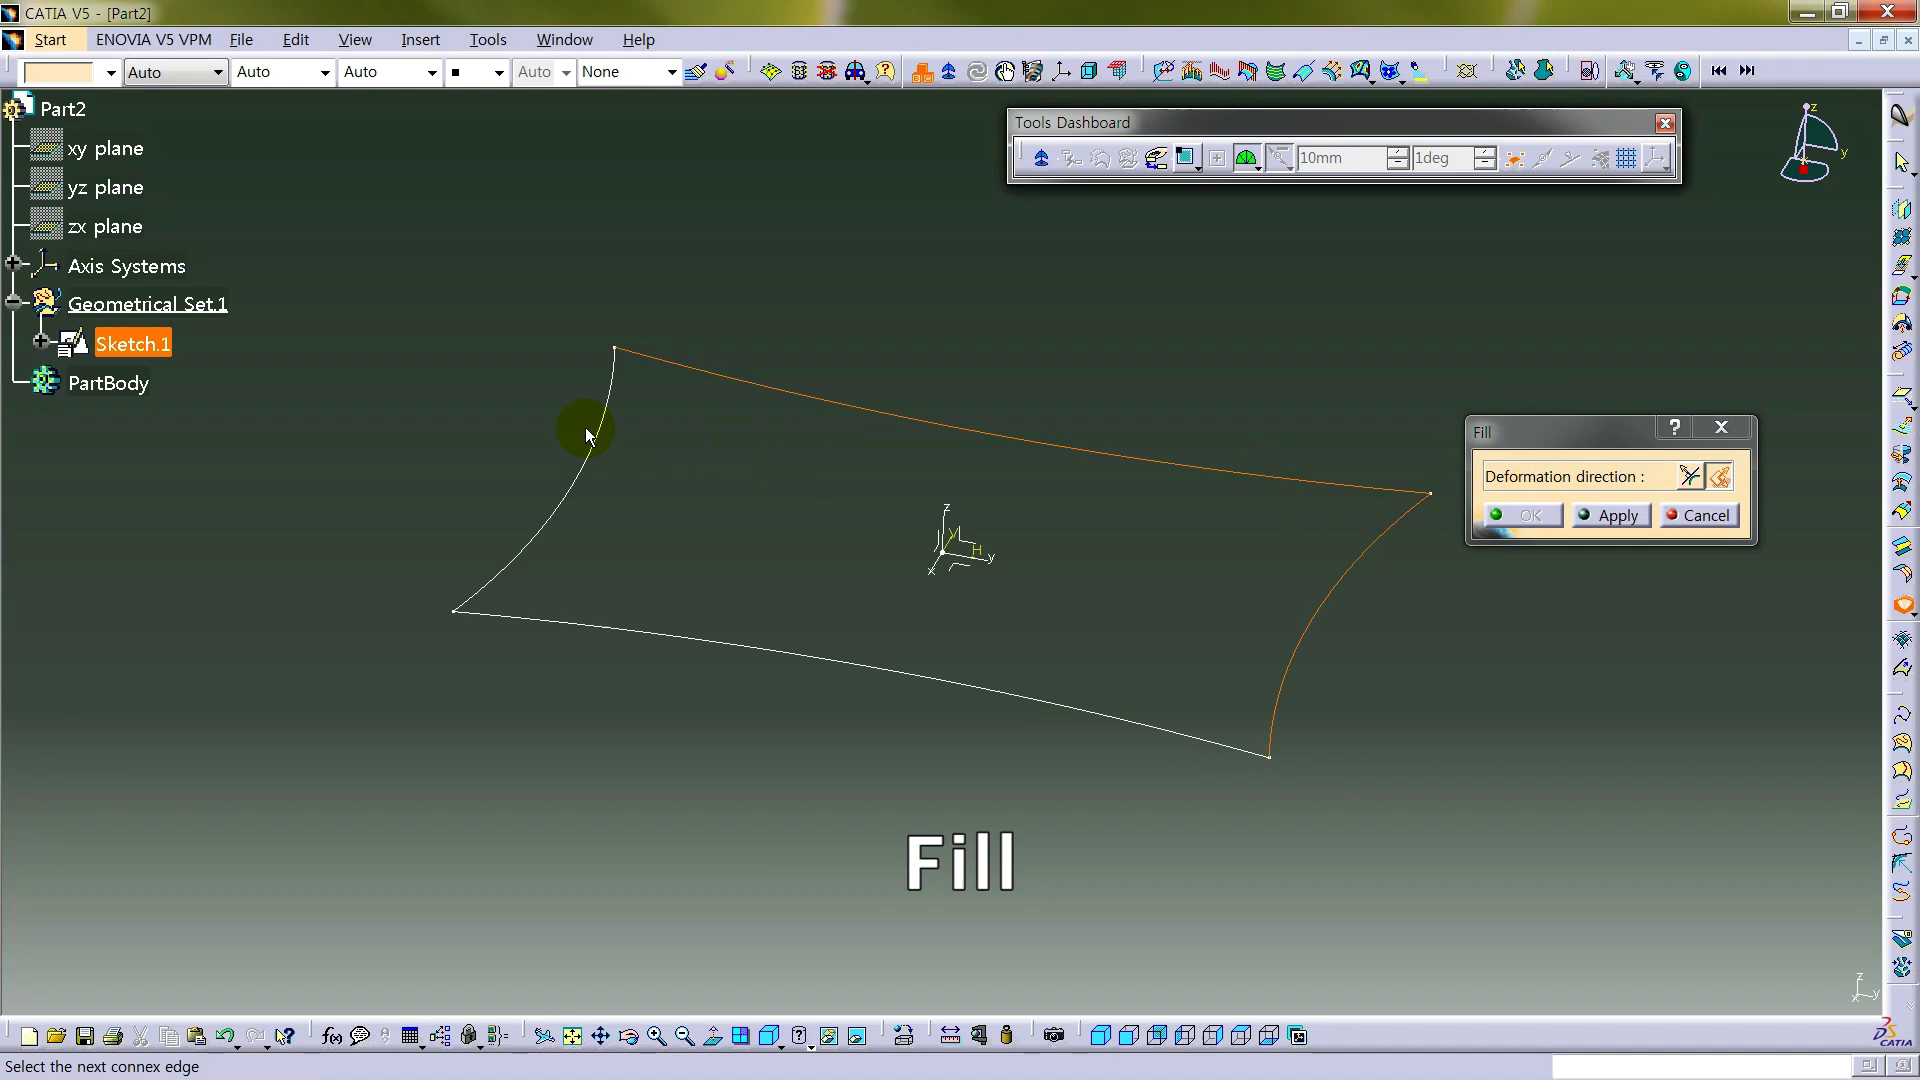 CATIA V5 - [Part2]
Start ENOVIA V5 VPM File Edit View Insert Tools Window Help
Auto Auto Auto Auto None
Part2
xy plane
yz plane
zx plane
Axis Systems
Geometrical Set.1
Sketch.1
PartBody
Tools Dashboard
10mm 1deg
z
y
Fill
Deformation direction :
OK Apply Cancel
z
V
H
y
x
Fill
z
x y
f(x)
CATIA
Select the next connex edge